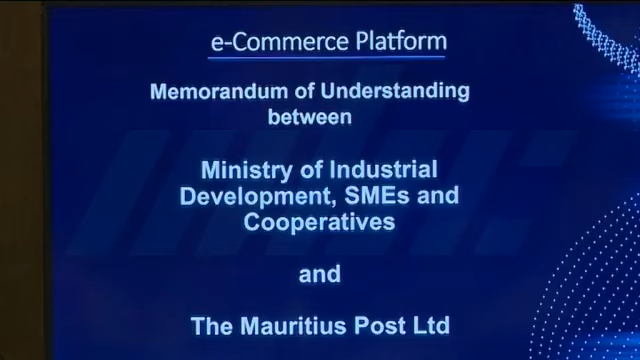 e-Commerce Platform
Memorandum of Understanding
between
Ministry of Industrial
Development, SMEs and
Cooperatives
and
The Mauritius Post Ltd